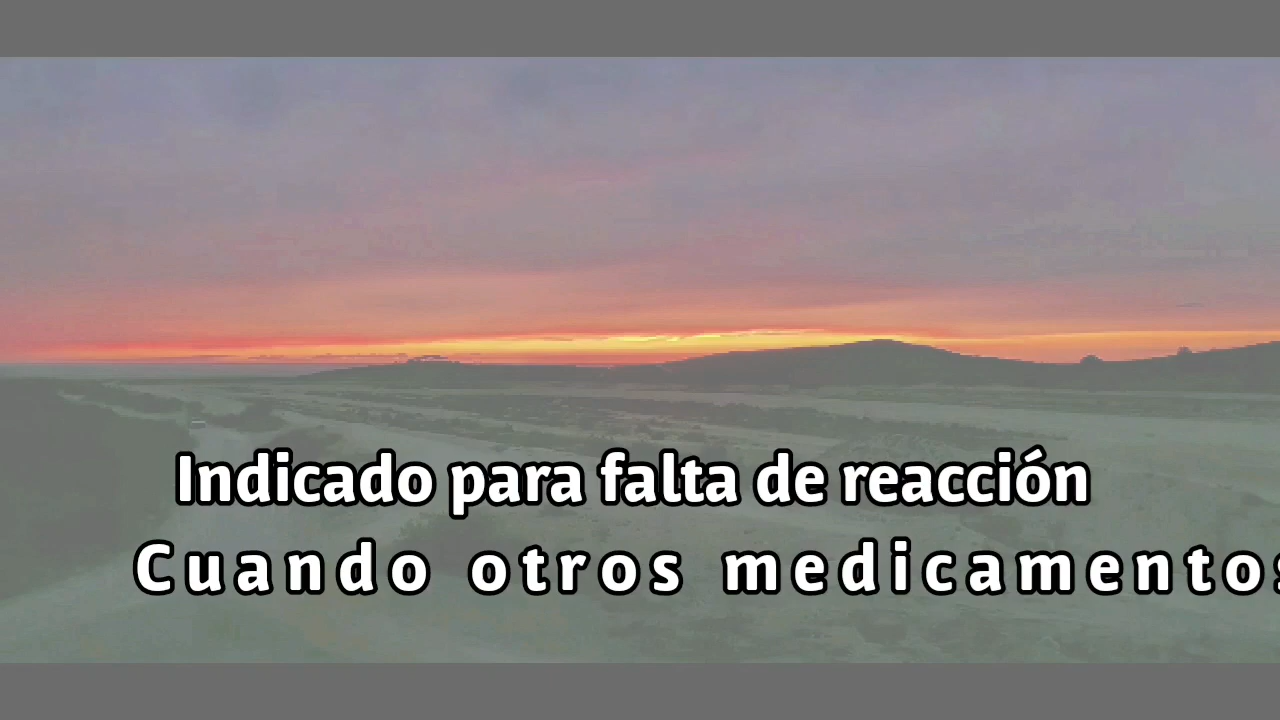 Indicado para falta de reacción
Cuando otros medicamentos